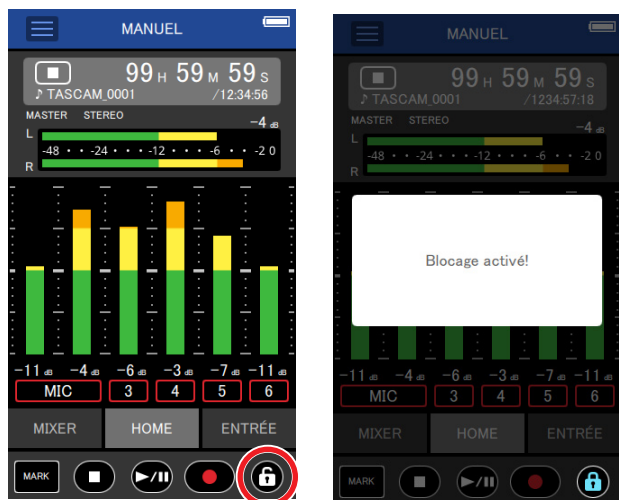 MANUEL
99 H 59 M 59 S
♪ TASCAM_0001 /12:34:56
MASTER STEREO
-4 dB
L
-48 • • -24 • • • -12 • • • -6 • • -2 0
R
-11 dB -4 dB -6 dB -3 dB -7 dB -11 dB
MIC 3 4 5 6
MIXER HOME ENTRÉE
MARK
MANUEL
99 H 59 M 59 S
♪ TASCAM_0001 /1234:57:18
MASTER STEREO
-4 dB
L
-48 • • -24 • • • -12 • • • -6 • • -2 0
R
Blocage activé!
-11 dB -4 dB -6 dB -3 dB -7 dB -11 dB
MIC 3 4 5 6
MIXER HOME ENTRÉE
MARK